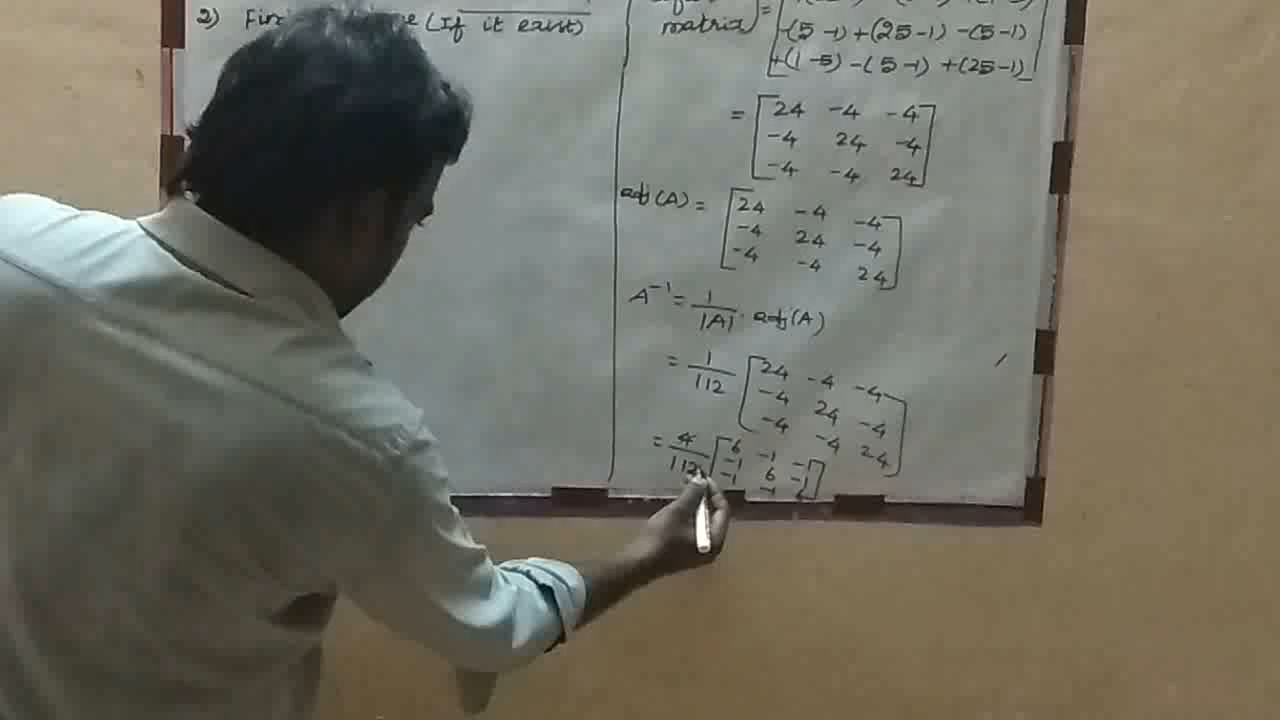 2) (If it exist)
matrix) =
-(5-1) +(25-1) -(5-1)
+(1-5) -(5-1) +(25-1)
= [24 -4 -4
-4 24 -4
-4 -4 24]
adj(A) = [24 -4 -4
-4 24 -4
-4 -4 24]
A⁻¹ = 1/|A| · adj(A)
= 1/112 [24 -4 -4
-4 24 -4
-4 -4 24]
= 4/112 [6 -1 -1
-1 6 -1
-1 -1